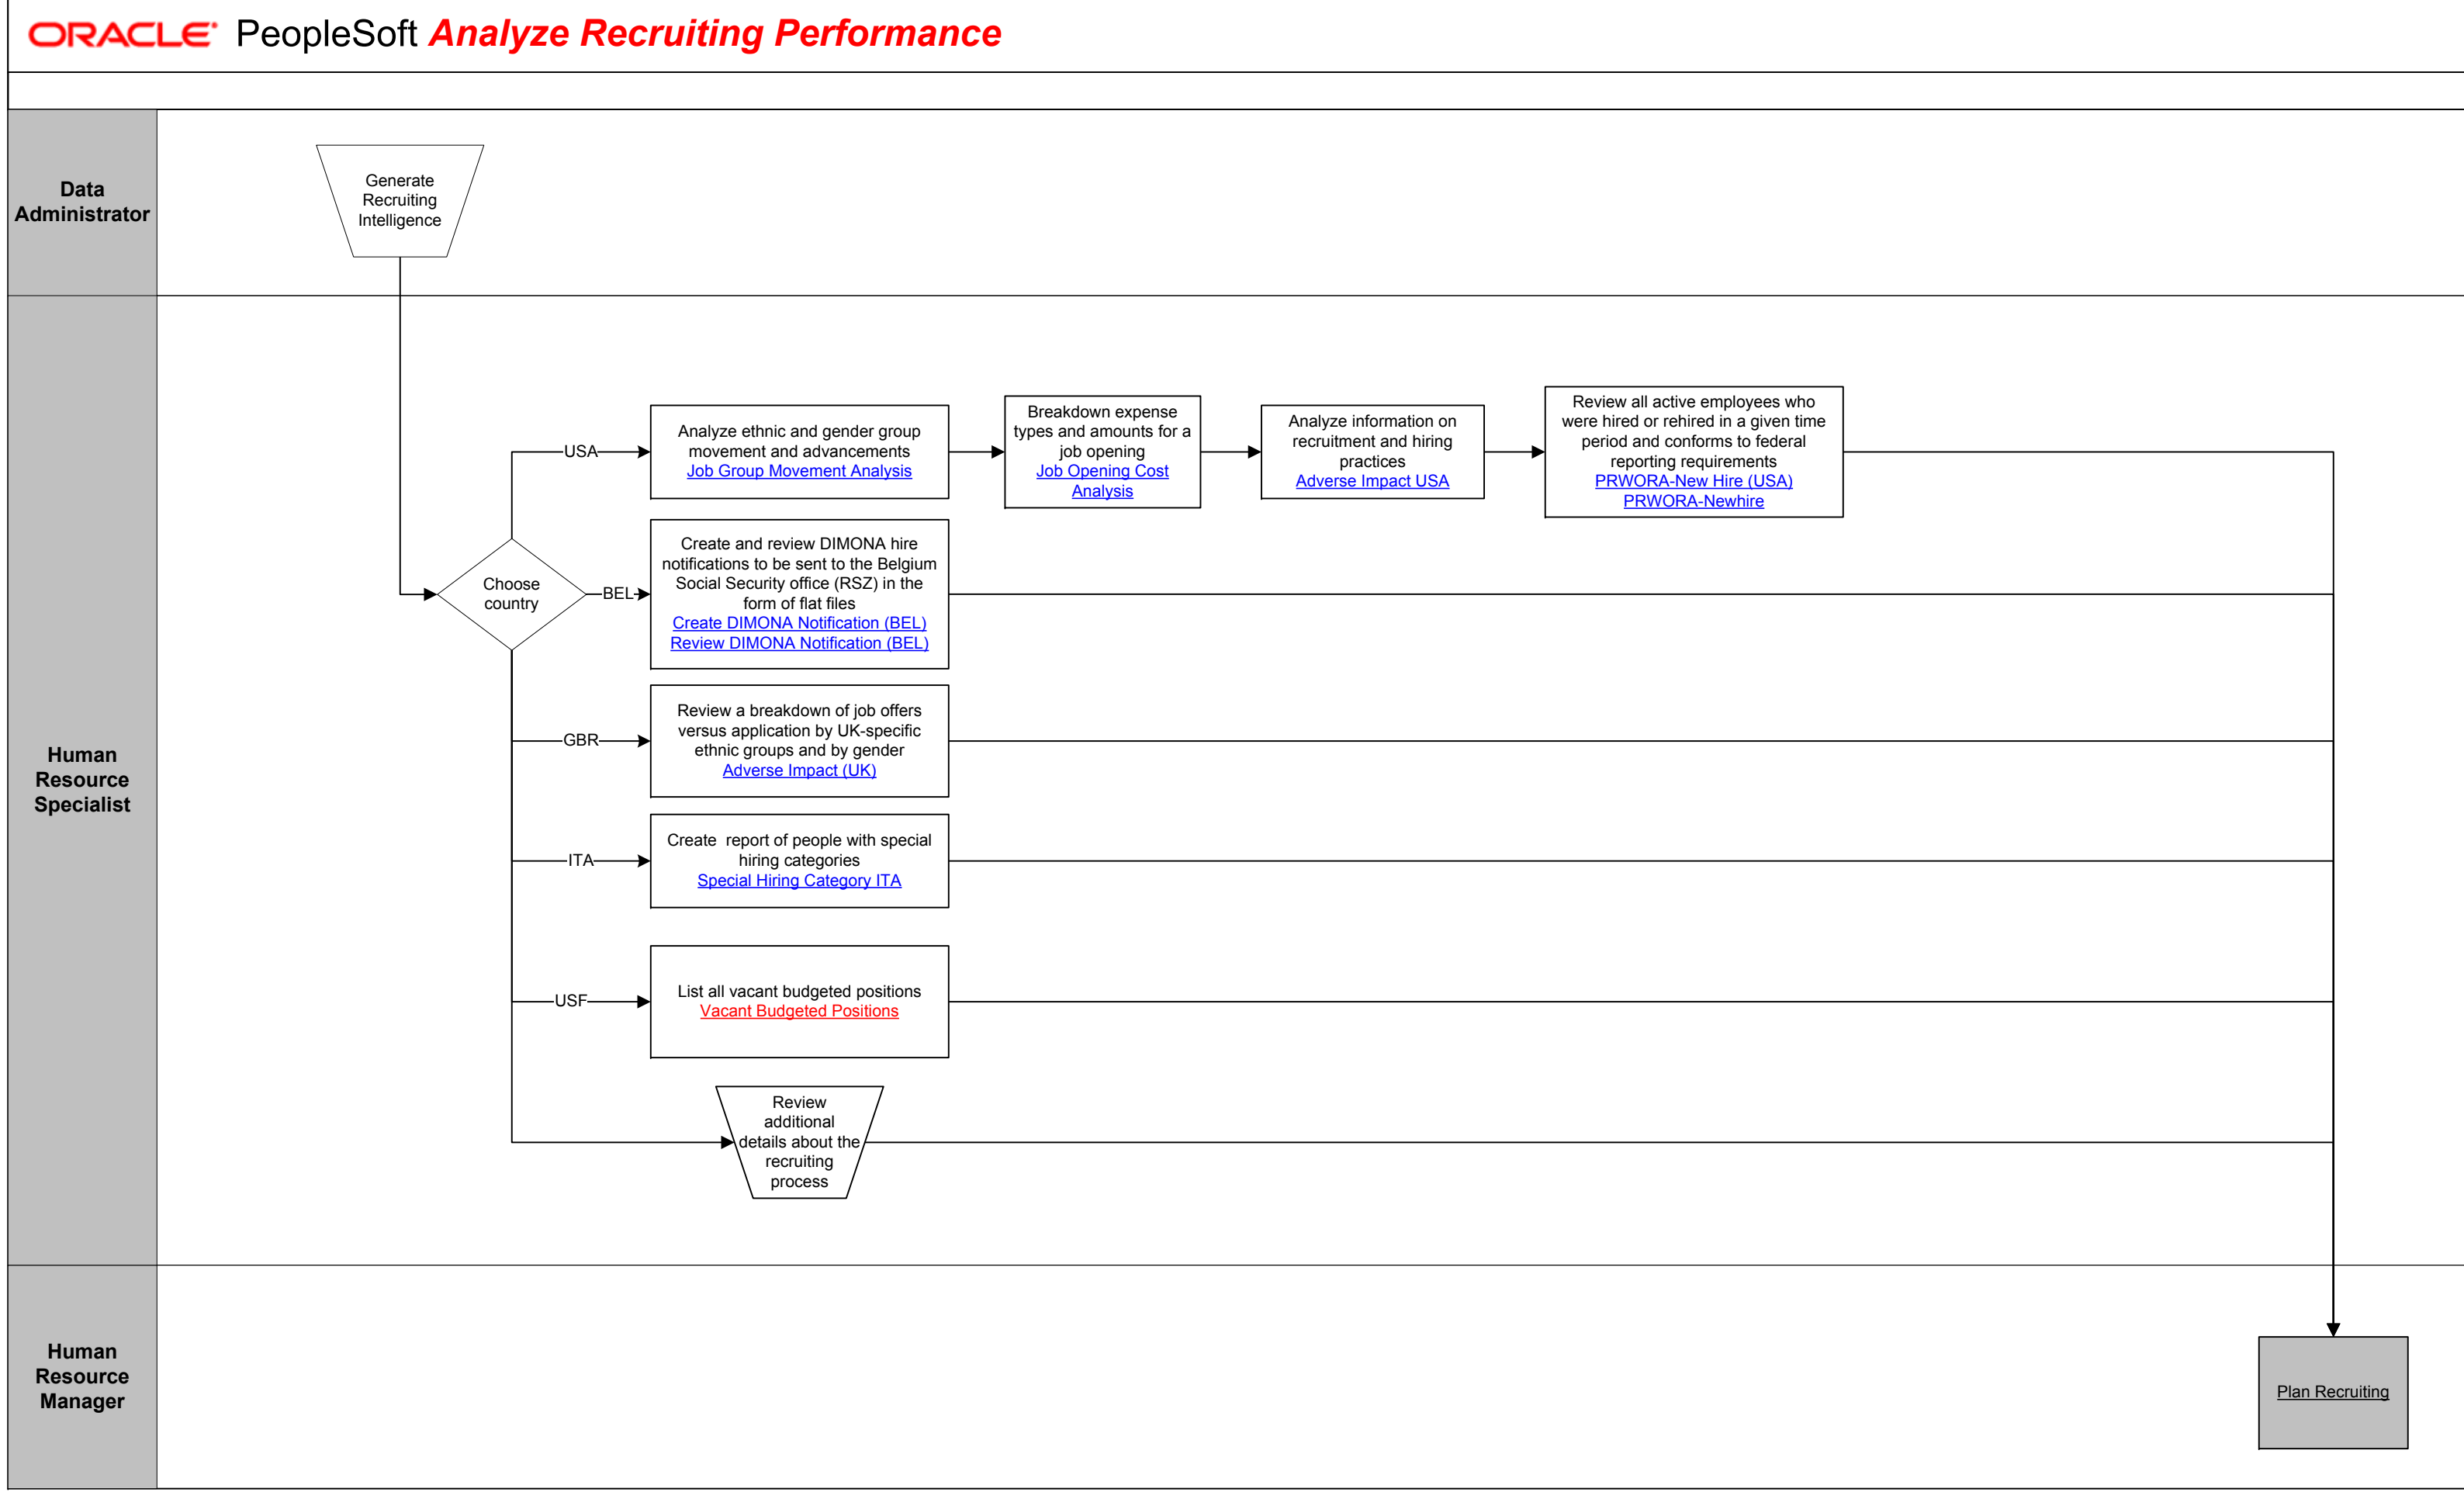 ORACLE® PeopleSoft Analyze Recruiting Performance
Data
Administrator
Generate
Recruiting
Intelligence
Human
Resource
Specialist
Choose
country
USA
Analyze ethnic and gender group
movement and advancements
Job Group Movement Analysis
Breakdown expense
types and amounts for a
job opening
Job Opening Cost
Analysis
Analyze information on
recruitment and hiring
practices
Adverse Impact USA
Review all active employees who
were hired or rehired in a given time
period and conforms to federal
reporting requirements
PRWORA-New Hire (USA)
PRWORA-Newhire
BEL
Create and review DIMONA hire
notifications to be sent to the Belgium
Social Security office (RSZ) in the
form of flat files
Create DIMONA Notification (BEL)
Review DIMONA Notification (BEL)
GBR
Review a breakdown of job offers
versus application by UK-specific
ethnic groups and by gender
Adverse Impact (UK)
ITA
Create  report of people with special
hiring categories
Special Hiring Category ITA
USF
List all vacant budgeted positions
Vacant Budgeted Positions
Review
additional
details about the
recruiting
process
Human
Resource
Manager
Plan Recruiting